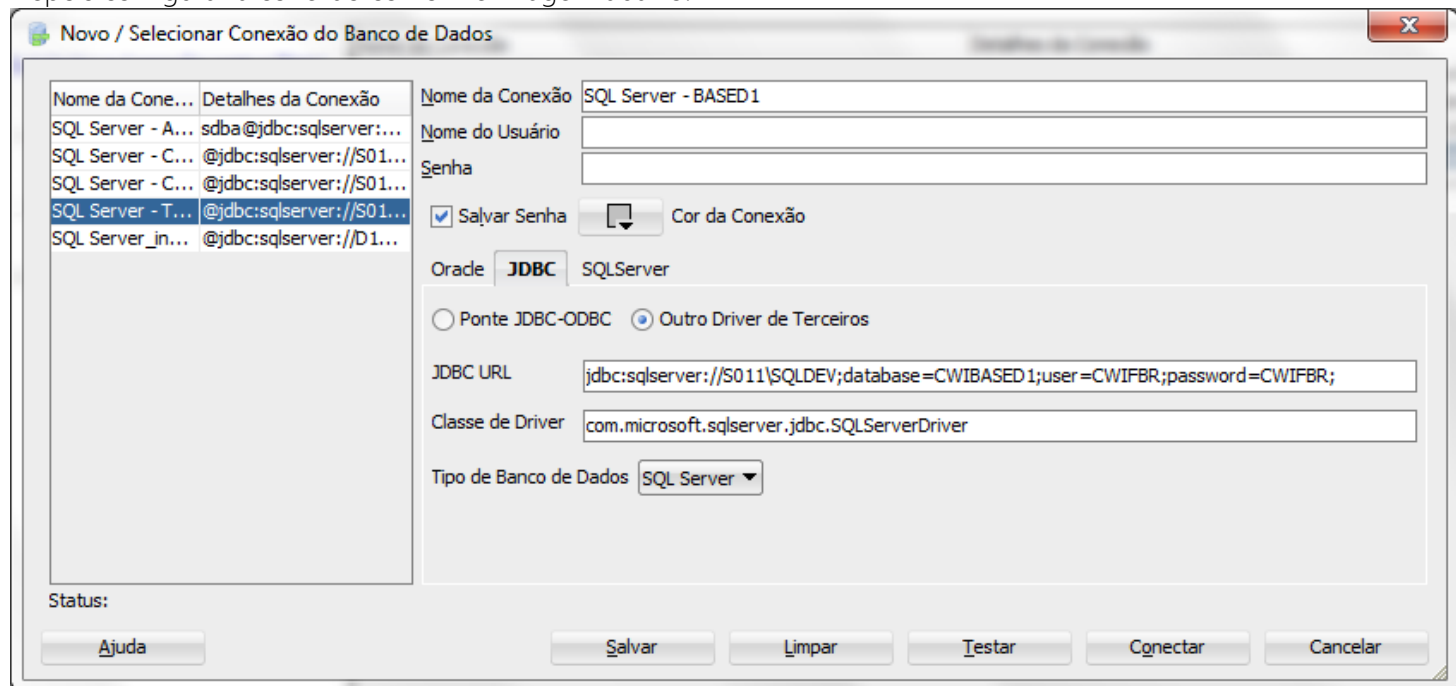 Novo / Selecionar Conexão do Banco de Dados
Nome da Cone... Detalhes da Conexão
SQL Server - A... sdba@jdbc:sqlserver:...
SQL Server - C... @jdbc:sqlserver://S01...
SQL Server - C... @jdbc:sqlserver://S01...
SQL Server - T... @jdbc:sqlserver://S01...
SQL Server_in... @jdbc:sqlserver://D1...
Nome da Conexão SQL Server - BASED1
Nome do Usuário
Senha
Salvar Senha Cor da Conexão
Oracle JDBC SQLServer
Ponte JDBC-ODBC Outro Driver de Terceiros
JDBC URL jdbc:sqlserver://S011\SQLDEV;database=CWIBASED1;user=CWIFBR;password=CWIFBR;
Classe de Driver com.microsoft.sqlserver.jdbc.SQLServerDriver
Tipo de Banco de Dados SQL Server
Status:
Ajuda Salvar Limpar Testar Conectar Cancelar